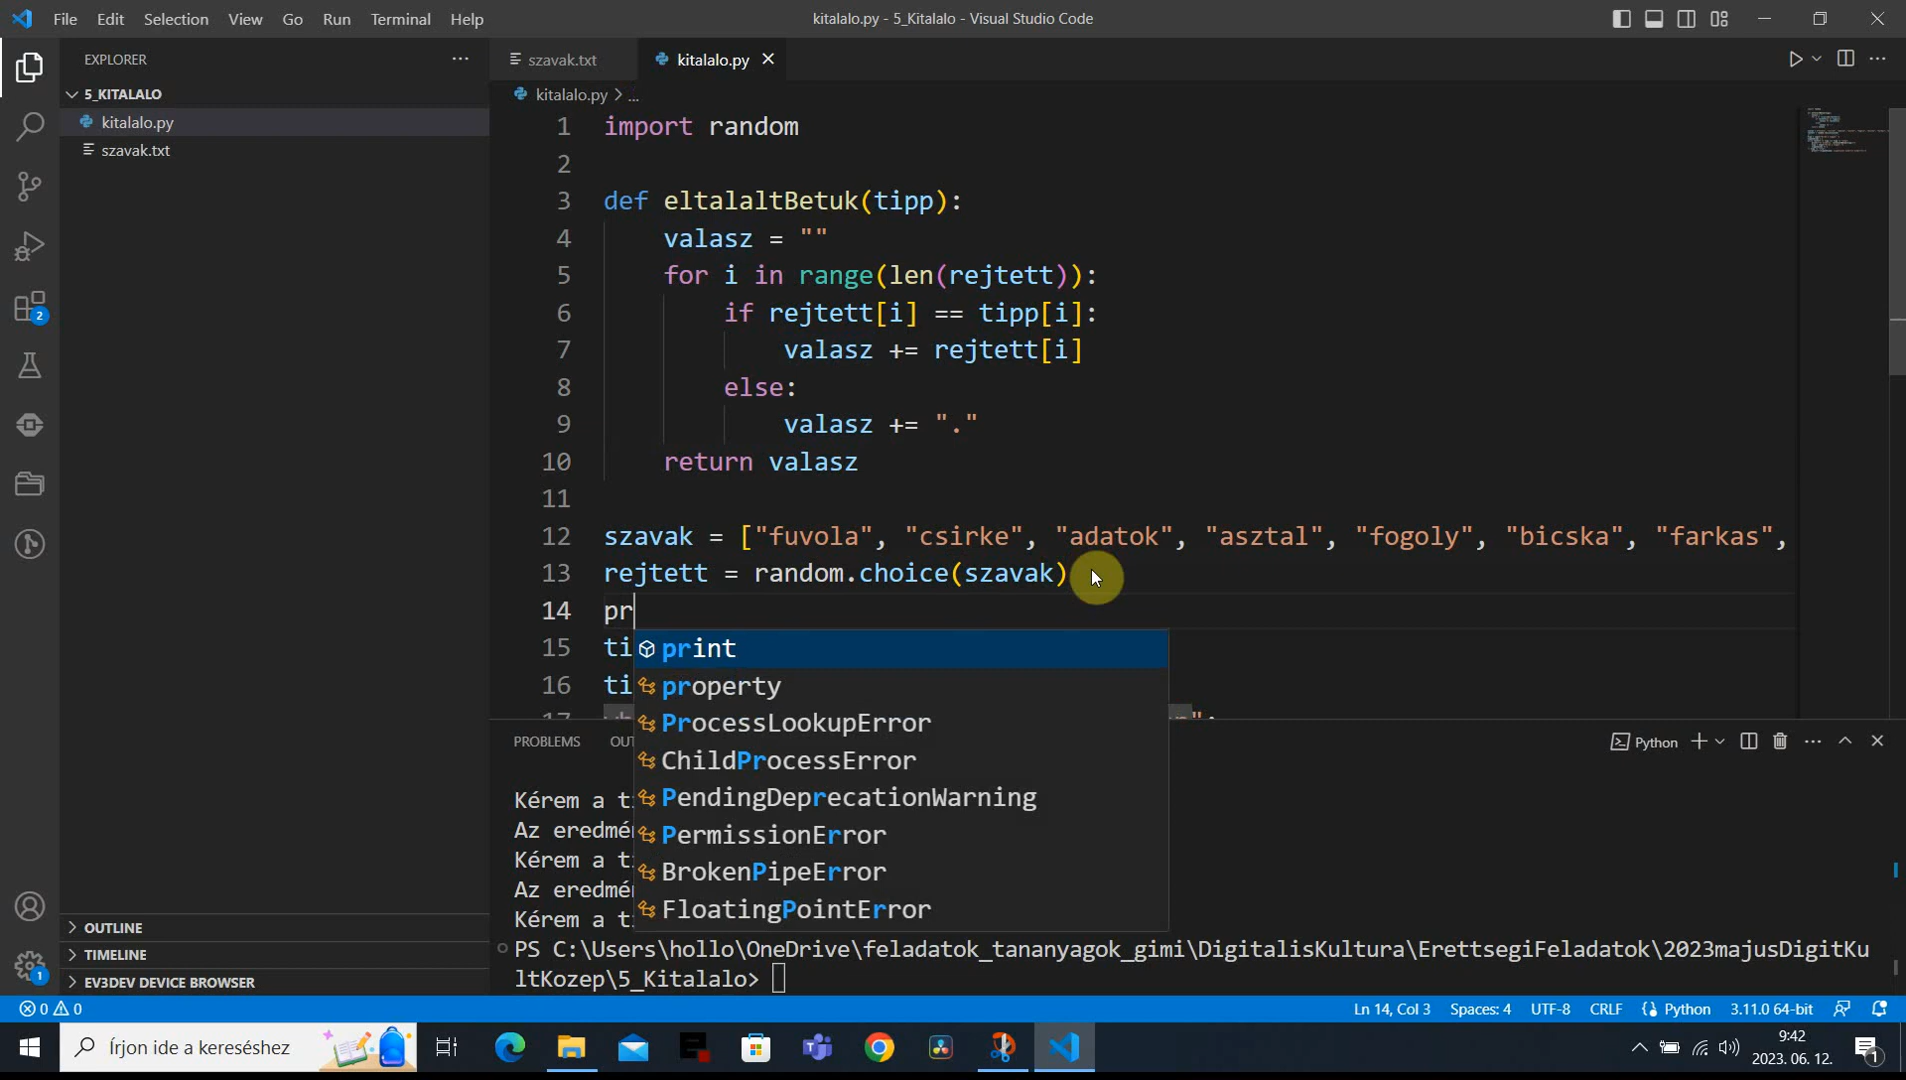 File Edit Selection View Go Run Terminal Help
kitalalo.py - 5_Kitalalo - Visual Studio Code
EXPLORER
5_KITALALO
kitalalo.py
szavak.txt
OUTLINE
TIMELINE
EV3DEV DEVICE BROWSER
2
1
szavak.txt kitalalo.py
kitalalo.py > ...
1 import random
2
3 def eltalaltBetuk(tipp):
4 valasz = ""
5 for i in range(len(rejtett)):
6 if rejtett[i] == tipp[i]:
7 valasz += rejtett[i]
8 else:
9 valasz += "."
10 return valasz
11
12 szavak = ["fuvola", "csirke", "adatok", "asztal", "fogoly", "bicska", "farkas",
13 rejtett = random.choice(szavak)
14 pr
15 ti
16 ti
17
print
property
ProcessLookupError
ChildProcessError
PendingDeprecationWarning
PermissionError
BrokenPipeError
FloatingPointError
PROBLEMS OUT
Python
Kérem a ti
Az eredmé
Kérem a t
Az eredmé
Kérem a t
PS C:\Users\hollo\OneDrive\feladatok_tananyagok_gimi\DigitalisKultura\ErettsegiFeladatok\2023majusDigitKu
ltKozep\5_Kitalalo>
0 0
Ln 14, Col 3 Spaces: 4 UTF-8 CRLF Python 3.11.0 64-bit
Írjon ide a kereséshez
9:42
2023. 06. 12.
1